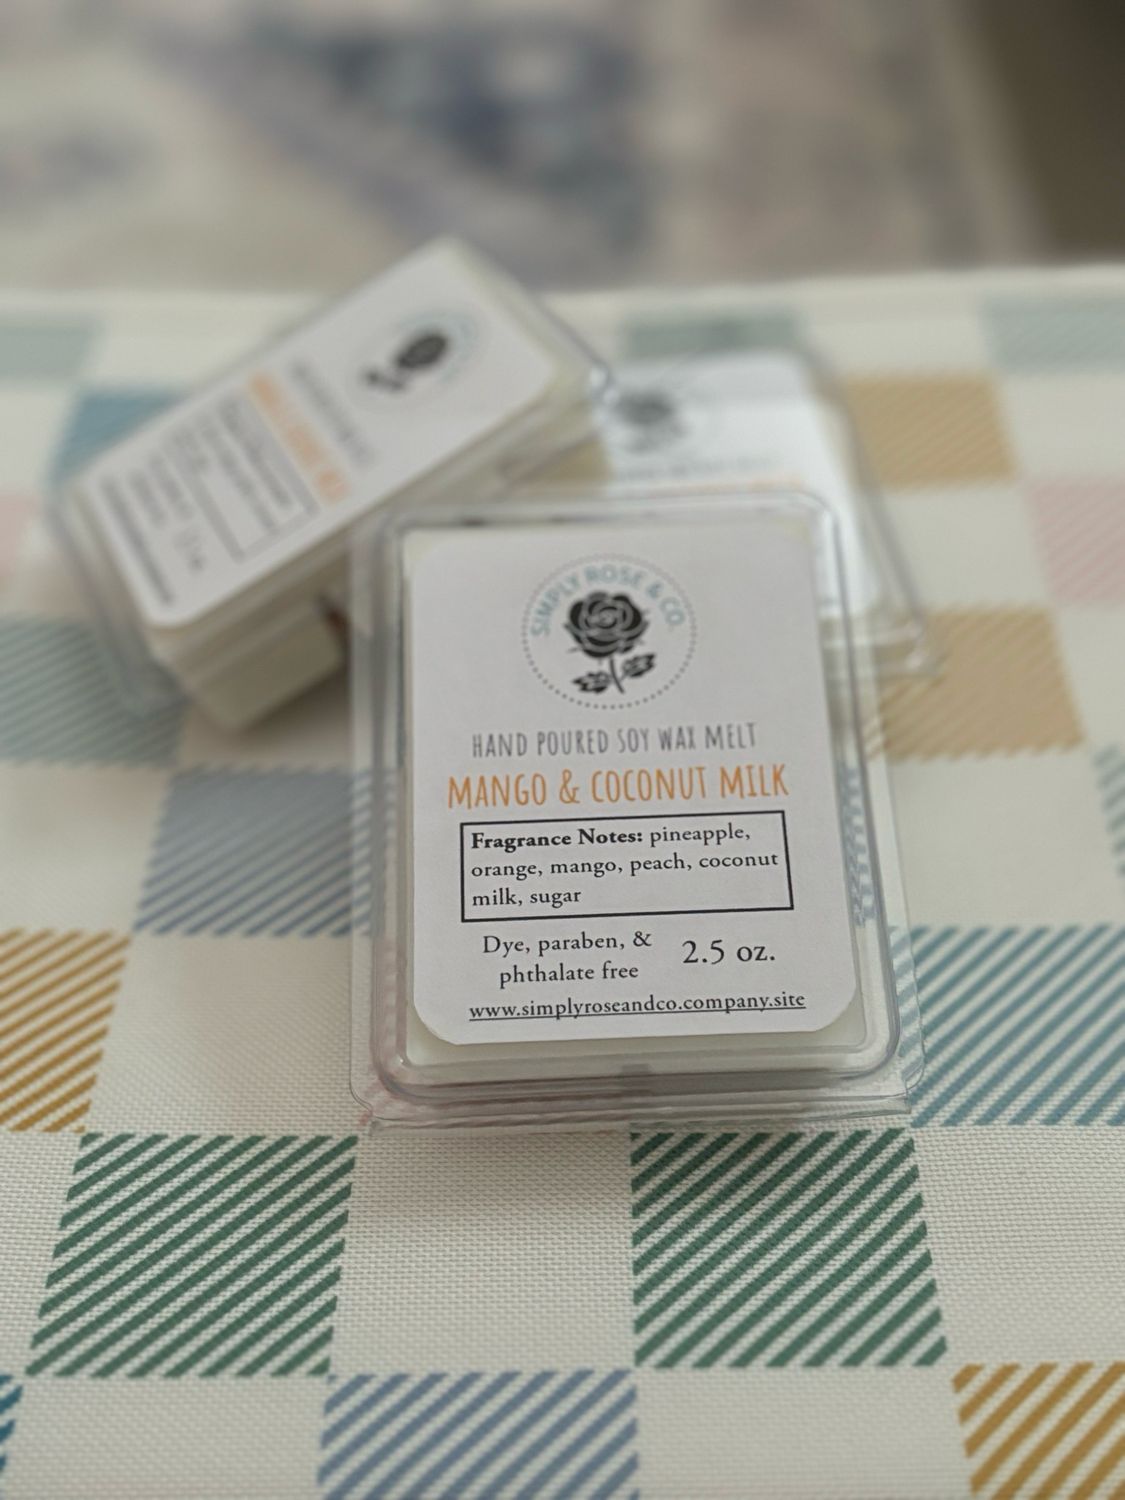 SIMPLY ROSE & CO.
HAND POURED SOY WAX MELT
MANGO & COCONUT MILK
Fragrance Notes: pineapple,
orange, mango, peach, coconut
milk, sugar
Dye, paraben, &
phthalate free
2.5 oz.
www.simplyroseandco.company.site